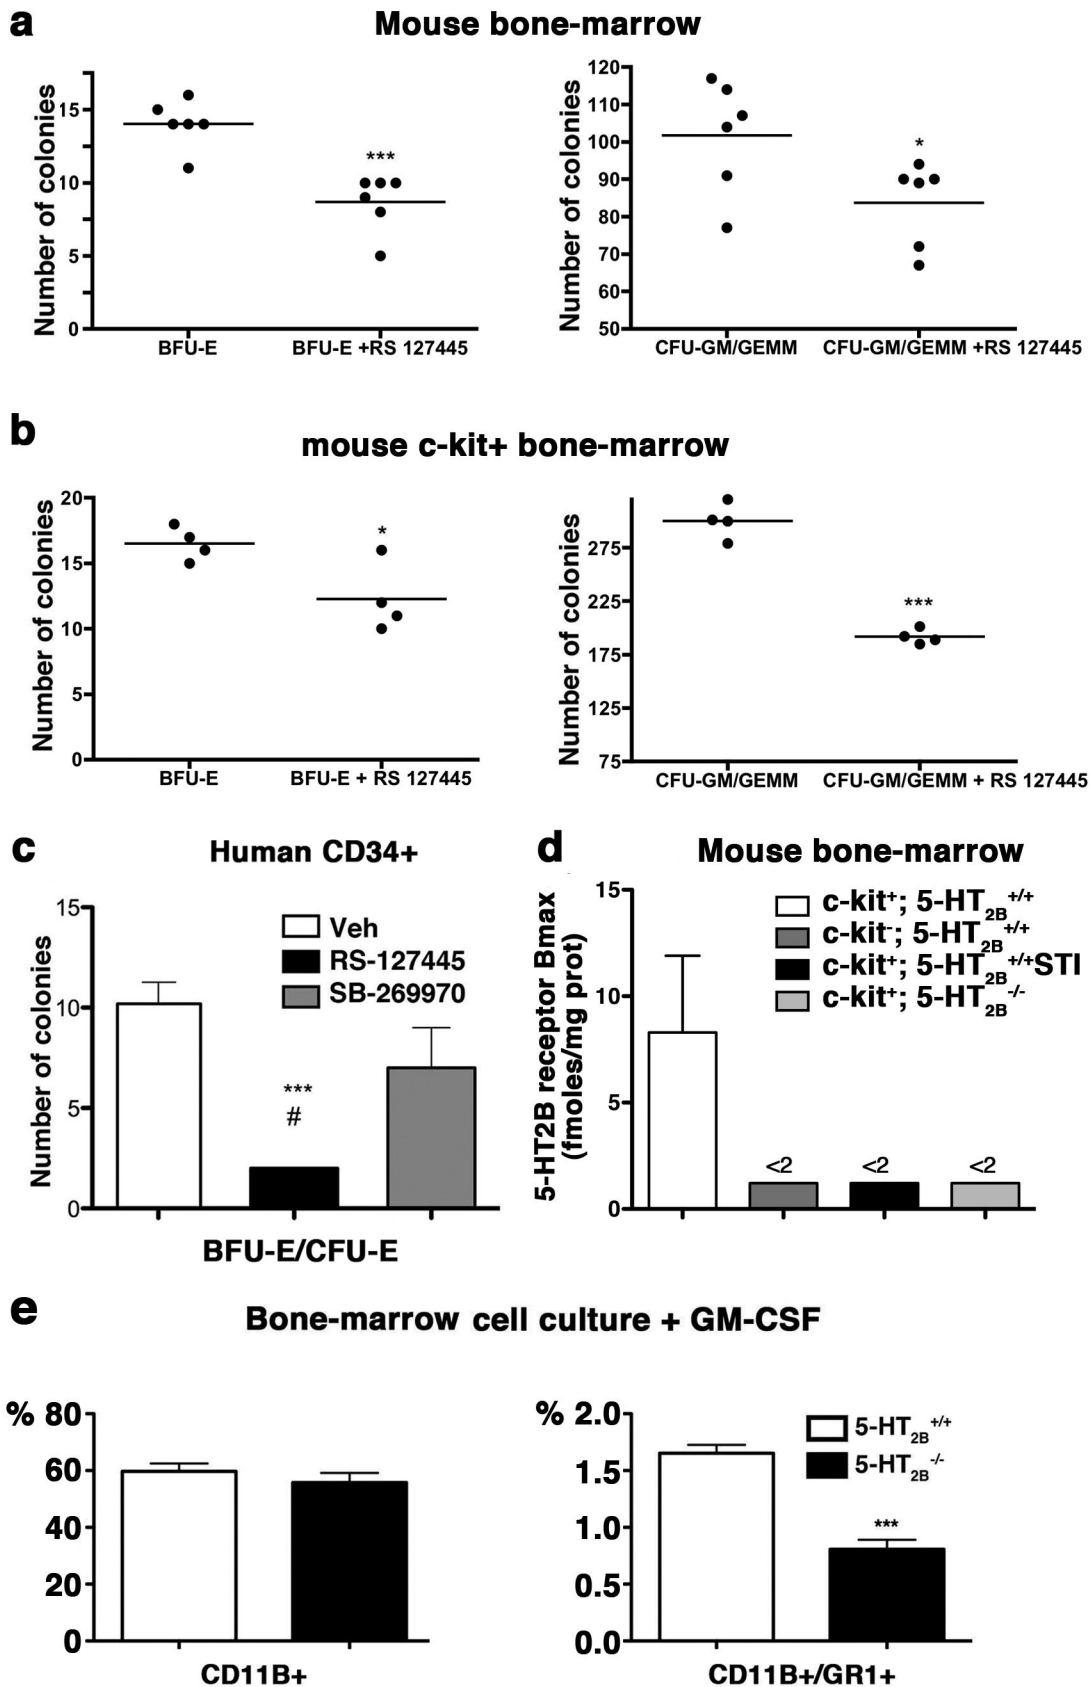 a
Mouse bone-marrow
Number of colonies
15
10
5
0
***
BFU-E
BFU-E +RS 127445
Number of colonies
120
110
100
90
80
70
60
50
*
CFU-GM/GEMM
CFU-GM/GEMM +RS 127445
b
mouse c-kit+ bone-marrow
Number of colonies
20
15
10
5
0
*
BFU-E
BFU-E + RS 127445
Number of colonies
275
225
175
125
75
***
CFU-GM/GEMM
CFU-GM/GEMM + RS 127445
c
Human CD34+
Number of colonies
15
10
5
0
Veh
RS-127445
SB-269970
***
#
BFU-E/CFU-E
d
Mouse bone-marrow
5-HT2B receptor Bmax
(fmoles/mg prot)
15
10
5
0
c-kit⁺; 5-HT₂B⁺/⁺
c-kit⁻; 5-HT₂B⁺/⁺
c-kit⁺; 5-HT₂B⁺/⁺STI
c-kit⁺; 5-HT₂B⁻/⁻
<2
<2
<2
e
Bone-marrow cell culture + GM-CSF
%
80
60
40
20
0
CD11B+
%
2.0
1.5
1.0
0.5
0.0
5-HT₂B⁺/⁺
5-HT₂B⁻/⁻
***
CD11B+/GR1+